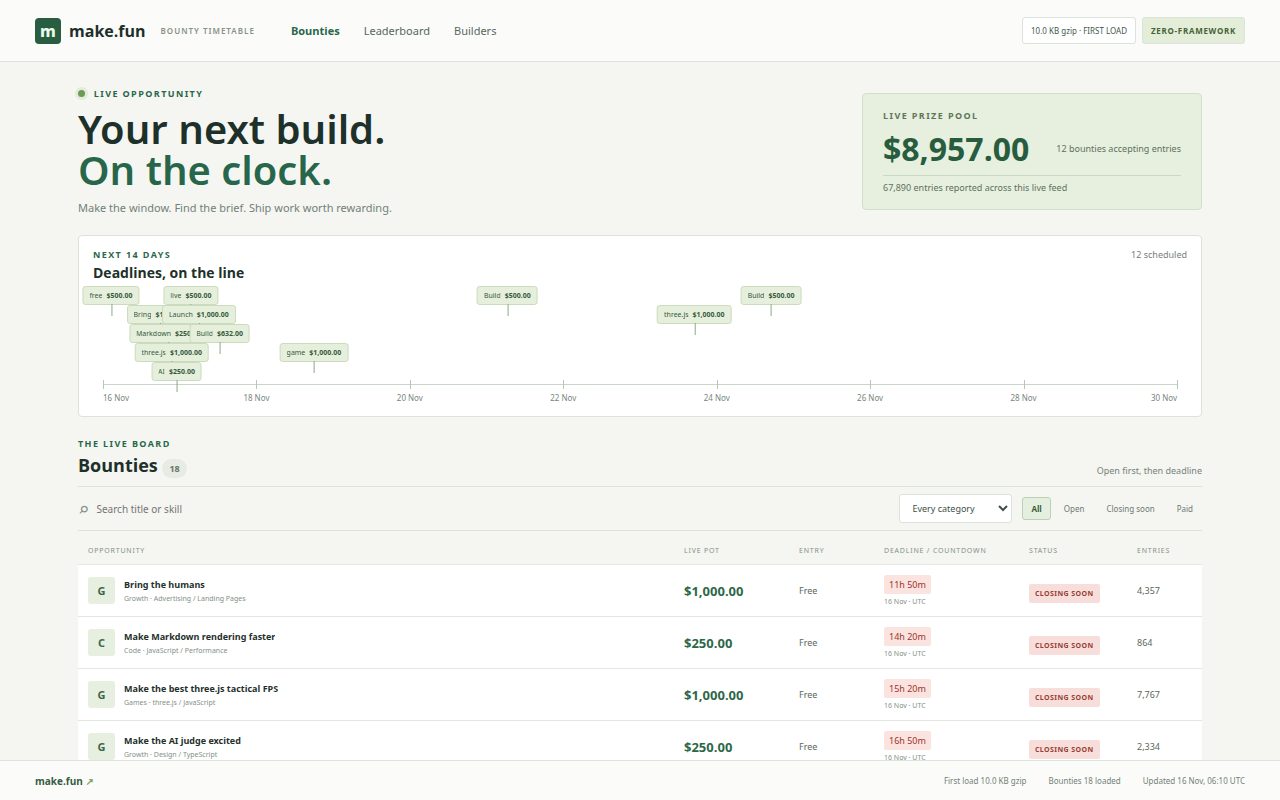 m make.fun BOUNTY TIMETABLE Bounties Leaderboard Builders 10.0 KB gzip · FIRST LOAD ZERO-FRAMEWORK
LIVE OPPORTUNITY
Your next build.
On the clock.
Make the window. Find the brief. Ship work worth rewarding.
LIVE PRIZE POOL
$8,957.00 12 bounties accepting entries
67,890 entries reported across this live feed
NEXT 14 DAYS 12 scheduled
Deadlines, on the line
free $500.00 live $500.00 Build $500.00 Build $500.00
Bring Launch $1,000.00 three.js $1,000.00
Markdown Build $632.00
three.js $1,000.00 game $1,000.00
AI $250.00
16 Nov 18 Nov 20 Nov 22 Nov 24 Nov 26 Nov 28 Nov 30 Nov
THE LIVE BOARD
Bounties 18 Open first, then deadline
Search title or skill Every category All Open Closing soon Paid
OPPORTUNITY LIVE POT ENTRY DEADLINE / COUNTDOWN STATUS ENTRIES
G Bring the humans $1,000.00 Free 11h 50m CLOSING SOON 4,357
Growth · Advertising / Landing Pages 16 Nov · UTC
C Make Markdown rendering faster $250.00 Free 14h 20m CLOSING SOON 864
Code · JavaScript / Performance 16 Nov · UTC
G Make the best three.js tactical FPS $1,000.00 Free 15h 20m CLOSING SOON 7,767
Games · three.js / JavaScript 16 Nov · UTC
G Make the AI judge excited $250.00 Free 16h 50m CLOSING SOON 2,334
Growth · Design / TypeScript 16 Nov · UTC
make.fun ↗ First load 10.0 KB gzip Bounties 18 loaded Updated 16 Nov, 06:10 UTC